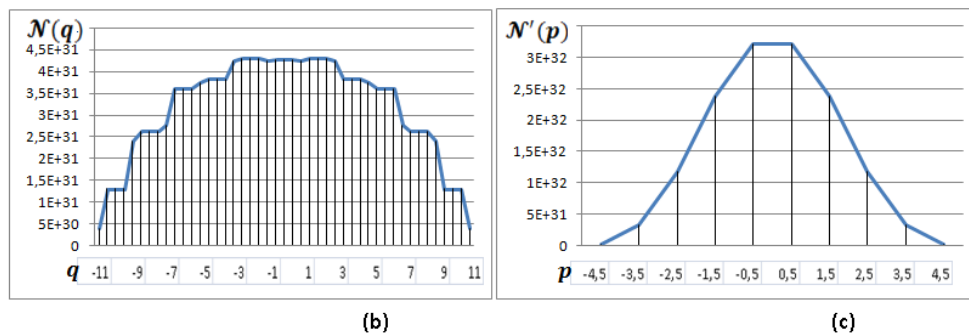 𝓝(q)
4,5E+31
4E+31
3,5E+31
3E+31
2,5E+31
2E+31
1,5E+31
1E+31
5E+30
0
q -11 -9 -7 -5 -3 -1 1 3 5 7 9 11
(b)
𝓝'(p)
3E+32
2,5E+32
2E+32
1,5E+32
1E+32
5E+31
0
p -4,5 -3,5 -2,5 -1,5 -0,5 0,5 1,5 2,5 3,5 4,5
(c)